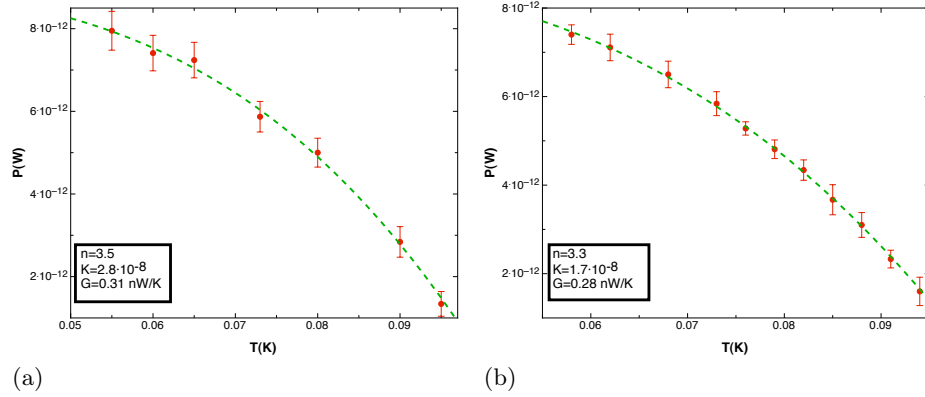 8·10⁻¹²
6·10⁻¹²
4·10⁻¹²
2·10⁻¹²
P(W)
n=3.5
K=2.8·10⁻⁸
G=0.31 nW/K
0.05 0.06 0.07 0.08 0.09
T(K)
(a)
8·10⁻¹²
6·10⁻¹²
4·10⁻¹²
2·10⁻¹²
P(W)
n=3.3
K=1.7·10⁻⁸
G=0.28 nW/K
0.06 0.07 0.08 0.09
T(K)
(b)